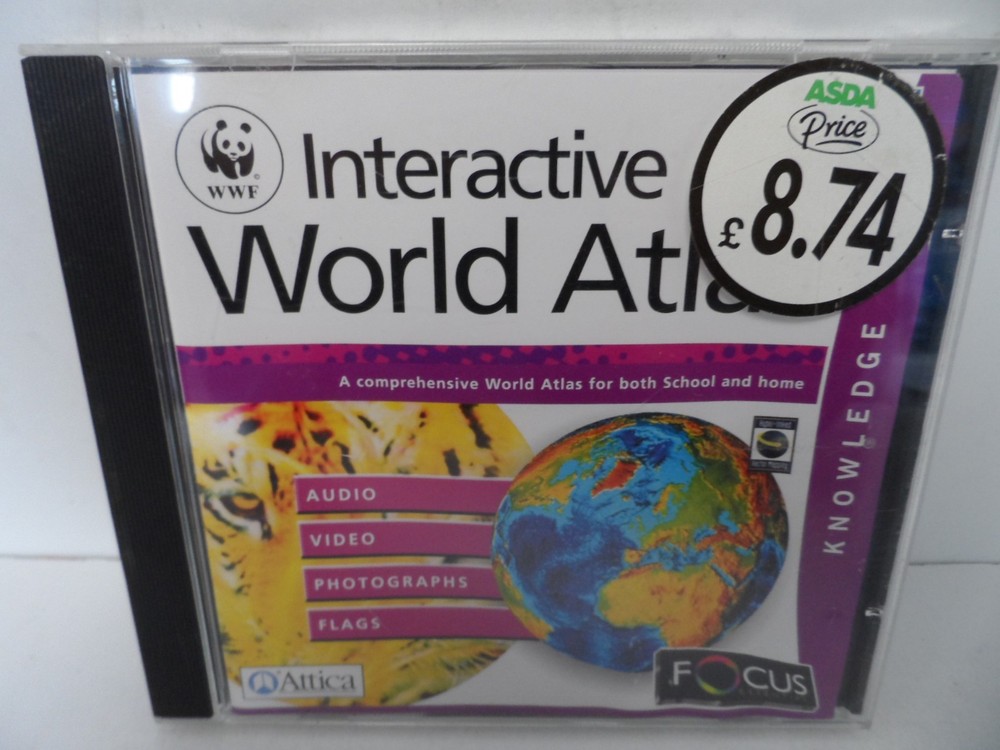 WWF
Interactive
World Atla
ASDA
Price
£8.74
A comprehensive World Atlas for both School and home
KNOWLEDGE
AUDIO
VIDEO
PHOTOGRAPHS
FLAGS
Attica
FOCUS